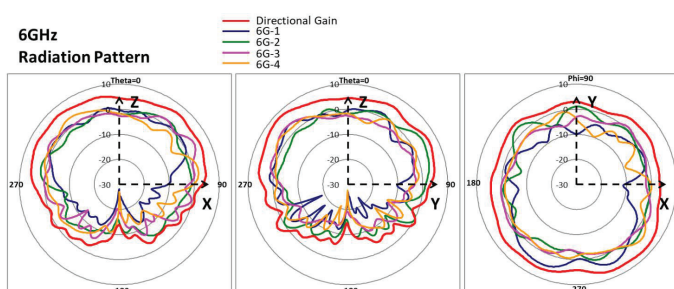 6GHz
Radiation Pattern
Directional Gain
6G-1
6G-2
6G-3
6G-4
Theta=0
10
Z
0
-10
-20
-30
270
90
X
Theta=0
10
Z
0
-10
-20
-30
270
90
Y
Phi=90
10
Y
0
-10
-20
-30
180
X